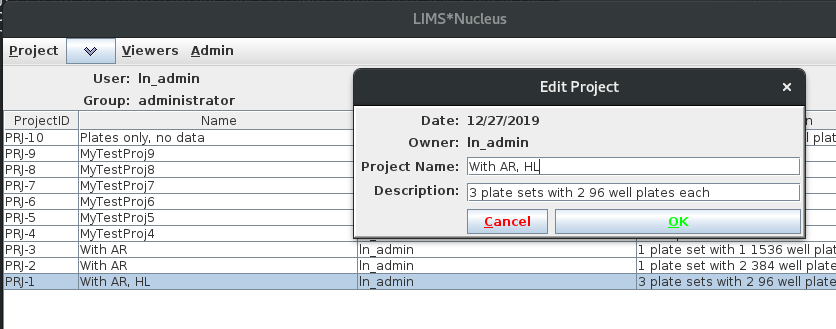 LIMS*Nucleus
Project Viewers Admin
User: ln_admin
Group: administrator
ProjectID Name
PRJ-10 Plates only, no data
PRJ-9 MyTestProj9
PRJ-8 MyTestProj8
PRJ-7 MyTestProj7
PRJ-6 MyTestProj6
PRJ-5 MyTestProj5
PRJ-4 MyTestProj4
PRJ-3 With AR ln_admin 1 plate set with 1 1536 well plate
PRJ-2 With AR ln_admin 1 plate set with 2 384 well plate
PRJ-1 With AR, HL ln_admin 3 plate sets with 2 96 well plate
Edit Project
Date: 12/27/2019
Owner: ln_admin
Project Name: With AR, HL
Description: 3 plate sets with 2 96 well plates each
Cancel OK